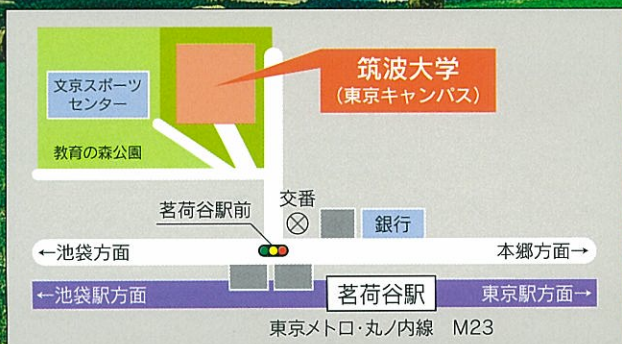 筑波大学
(東京キャンパス)
文京スポーツ
センター
教育の森公園
交番
茗荷谷駅前
銀行
←池袋方面
本郷方面→
←池袋駅方面
茗荷谷駅
東京駅方面→
東京メトロ・丸ノ内線 M23